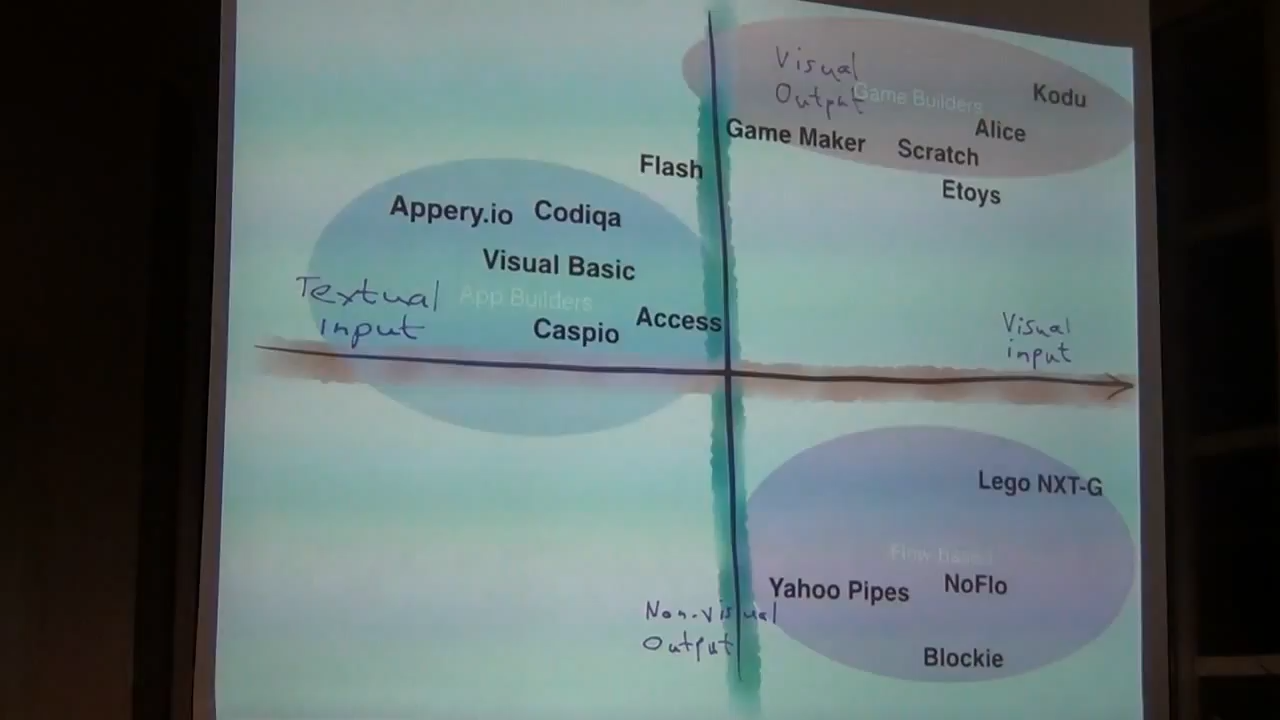 Visual
Output
Game Builders
Kodu
Alice
Game Maker
Scratch
Etoys
Flash
Appery.io
Codiqa
Visual Basic
Textual
input
App Builders
Access
Caspio
Visual
input
Lego NXT-G
Flow based
Yahoo Pipes
NoFlo
Non-visual
Output
Blockie